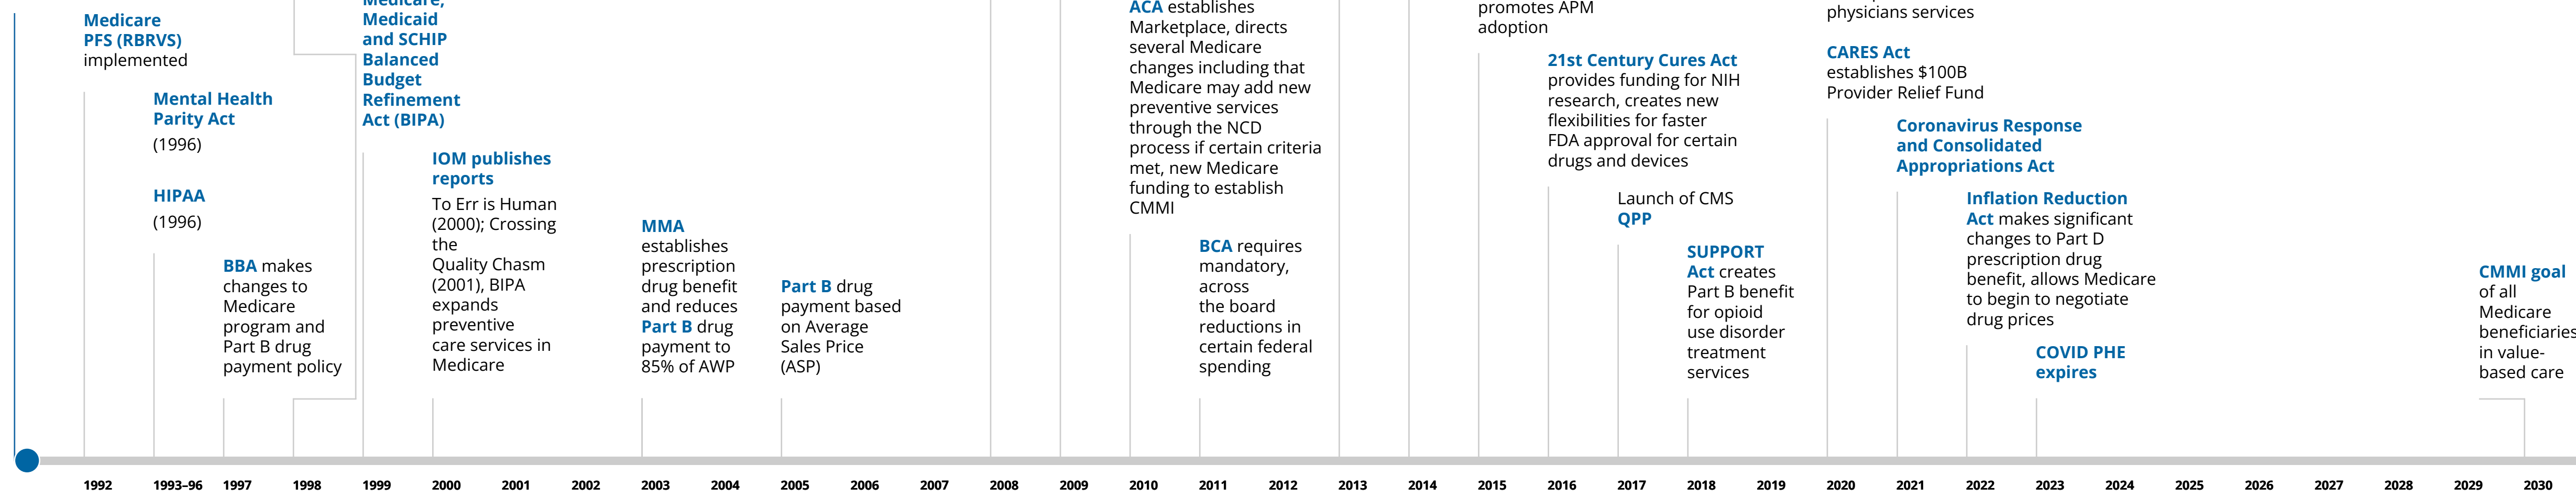 Medicare
PFS (RBRVS)
implemented
Mental Health
Parity Act
(1996)
HIPAA
(1996)
BBA makes
changes to
Medicare
program and
Part B drug
payment policy
Medicare,
Medicaid
and SCHIP
Balanced
Budget
Refinement
Act (BIPA)
IOM publishes
reports
To Err is Human
(2000); Crossing
the
Quality Chasm
(2001), BIPA
expands
preventive
care services in
Medicare
MMA
establishes
prescription
drug benefit
and reduces
Part B drug
payment to
85% of AWP
Part B drug
payment based
on Average
Sales Price
(ASP)
ACA establishes
Marketplace, directs
several Medicare
changes including that
Medicare may add new
preventive services
through the NCD
process if certain criteria
met, new Medicare
funding to establish
CMMI
BCA requires
mandatory,
across
the board
reductions in
certain federal
spending
promotes APM
adoption
21st Century Cures Act
provides funding for NIH
research, creates new
flexibilities for faster
FDA approval for certain
drugs and devices
Launch of CMS
QPP
SUPPORT
Act creates
Part B benefit
for opioid
use disorder
treatment
services
physicians services
CARES Act
establishes $100B
Provider Relief Fund
Coronavirus Response
and Consolidated
Appropriations Act
Inflation Reduction
Act makes significant
changes to Part D
prescription drug
benefit, allows Medicare
to begin to negotiate
drug prices
COVID PHE
expires
CMMI goal
of all
Medicare
beneficiaries
in value-
based care
1992 1993–96 1997 1998 1999 2000 2001 2002 2003 2004 2005 2006 2007 2008 2009 2010 2011 2012 2013 2014 2015 2016 2017 2018 2019 2020 2021 2022 2023 2024 2025 2026 2027 2028 2029 2030